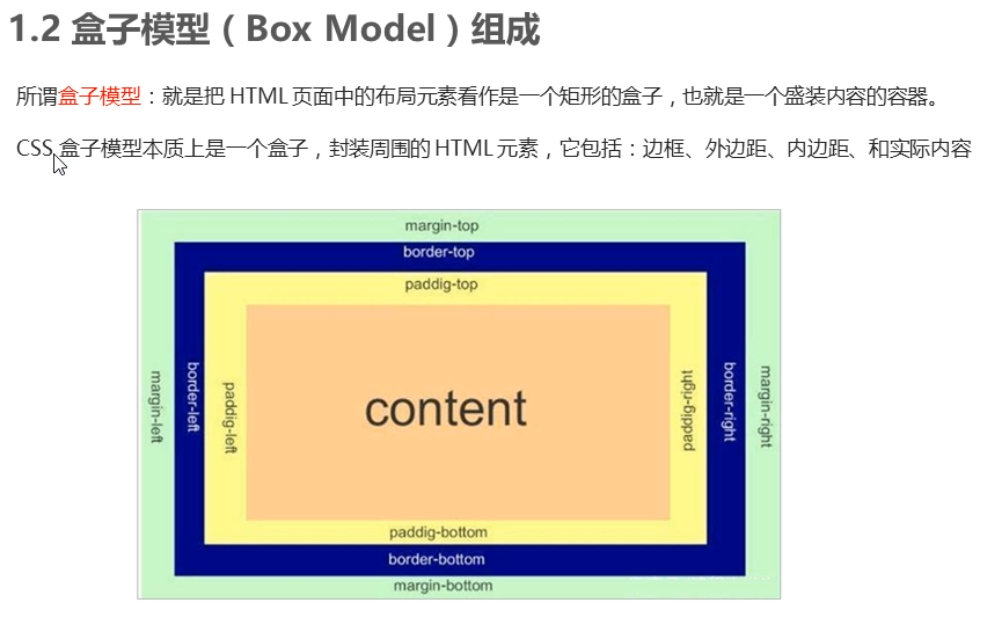 1.2 盒子模型（Box Model）组成
所谓盒子模型：就是把 HTML 页面中的布局元素看作是一个矩形的盒子，也就是一个盛装内容的容器。
CSS 盒子模型本质上是一个盒子，封装周围的 HTML 元素，它包括：边框、外边距、内边距、和实际内容
margin-top
border-top
paddig-top
margin-left
border-left
paddig-left
content
paddig-right
border-right
margin-right
paddig-bottom
border-bottom
margin-bottom